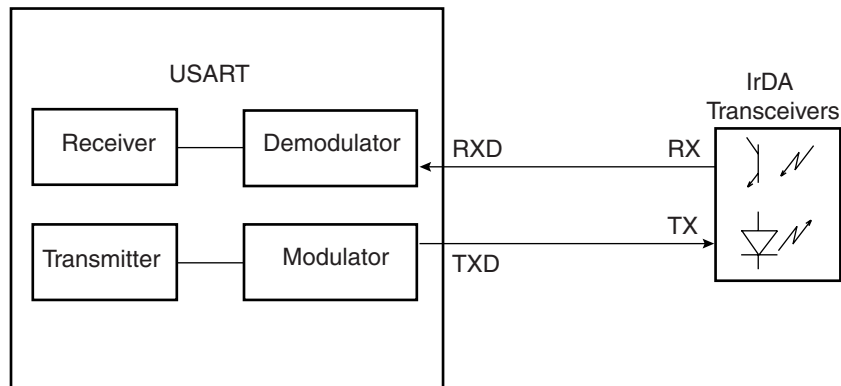 USART
IrDA
Transceivers
Receiver
Demodulator
RXD
RX
Transmitter
Modulator
TXD
TX